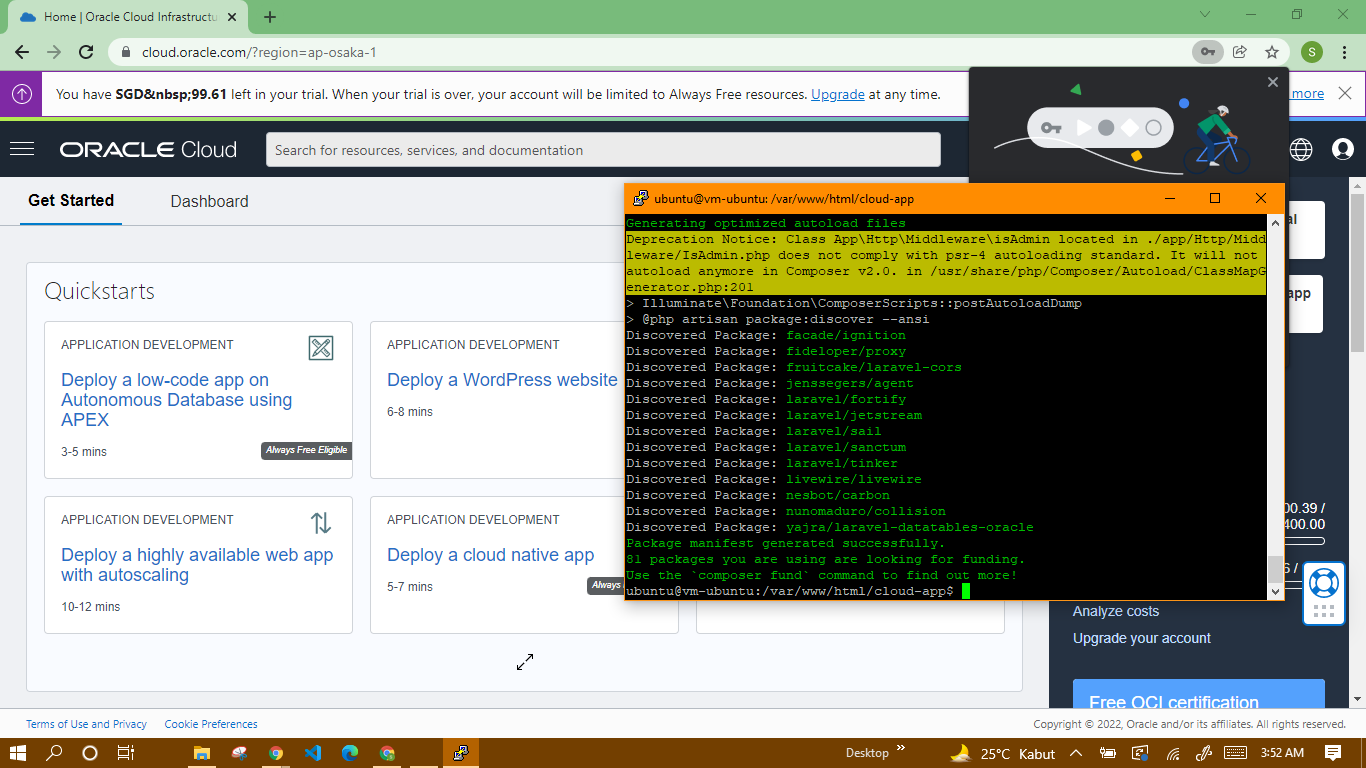 Home | Oracle Cloud Infrastructu
cloud.oracle.com/?region=ap-osaka-1
S
You have SGD&nbsp;99.61 left in your trial. When your trial is over, your account will be limited to Always Free resources. Upgrade at any time.
more
ORACLE Cloud
Search for resources, services, and documentation
Get Started
Dashboard
Quickstarts
APPLICATION DEVELOPMENT
Deploy a low-code app on
Autonomous Database using
APEX
3-5 mins
Always Free Eligible
APPLICATION DEVELOPMENT
Deploy a WordPress website
6-8 mins
APPLICATION DEVELOPMENT
Deploy a highly available web app
with autoscaling
10-12 mins
APPLICATION DEVELOPMENT
Deploy a cloud native app
5-7 mins
Always
ubuntu@vm-ubuntu: /var/www/html/cloud-app
Generating optimized autoload files
Deprecation Notice: Class App\Http\Middleware\isAdmin located in ./app/Http/Midd
leware/IsAdmin.php does not comply with psr-4 autoloading standard. It will not
autoload anymore in Composer v2.0. in /usr/share/php/Composer/Autoload/ClassMapG
enerator.php:201
> Illuminate\Foundation\ComposerScripts::postAutoloadDump
> @php artisan package:discover --ansi
Discovered Package: facade/ignition
Discovered Package: fideloper/proxy
Discovered Package: fruitcake/laravel-cors
Discovered Package: jenssegers/agent
Discovered Package: laravel/fortify
Discovered Package: laravel/jetstream
Discovered Package: laravel/sail
Discovered Package: laravel/sanctum
Discovered Package: laravel/tinker
Discovered Package: livewire/livewire
Discovered Package: nesbot/carbon
Discovered Package: nunomaduro/collision
Discovered Package: yajra/laravel-datatables-oracle
Package manifest generated successfully.
81 packages you are using are looking for funding.
Use the `composer fund` command to find out more!
ubuntu@vm-ubuntu:/var/www/html/cloud-app$
al
app
00.39 /
400.00
6 /
Analyze costs
Upgrade your account
Free OCI certification
Terms of Use and Privacy
Cookie Preferences
Copyright © 2022, Oracle and/or its affiliates. All rights reserved.
Desktop
25°C Kabut
3:52 AM